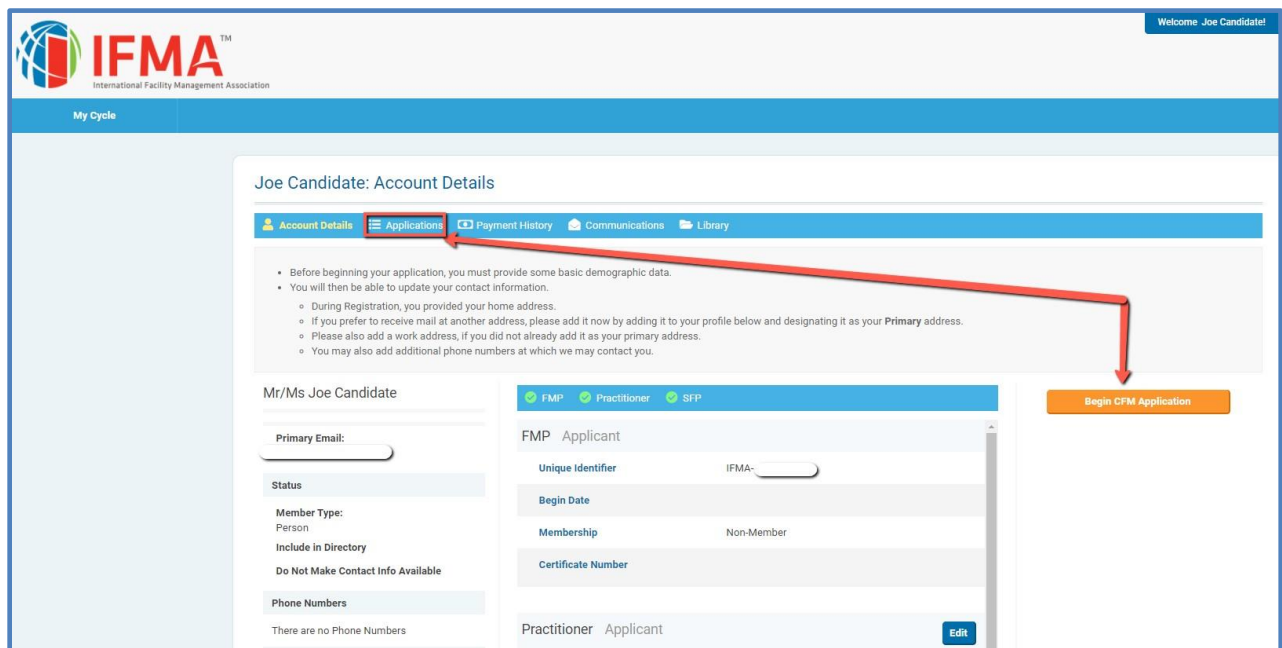 Welcome Joe Candidate!
IFMA™
International Facility Management Association
My Cycle
Joe Candidate: Account Details
Account Details Applications Payment History Communications Library
Before beginning your application, you must provide some basic demographic data.
You will then be able to update your contact information.
During Registration, you provided your home address.
If you prefer to receive mail at another address, please add it now by adding it to your profile below and designating it as your Primary address.
Please also add a work address, if you did not already add it as your primary address.
You may also add additional phone numbers at which we may contact you.
Mr/Ms Joe Candidate
Primary Email:
Status
Member Type:
Person
Include in Directory
Do Not Make Contact Info Available
Phone Numbers
There are no Phone Numbers
FMP Practitioner SFP
FMP Applicant
Unique Identifier IFMA-
Begin Date
Membership Non-Member
Certificate Number
Practitioner Applicant Edit
Begin CFM Application